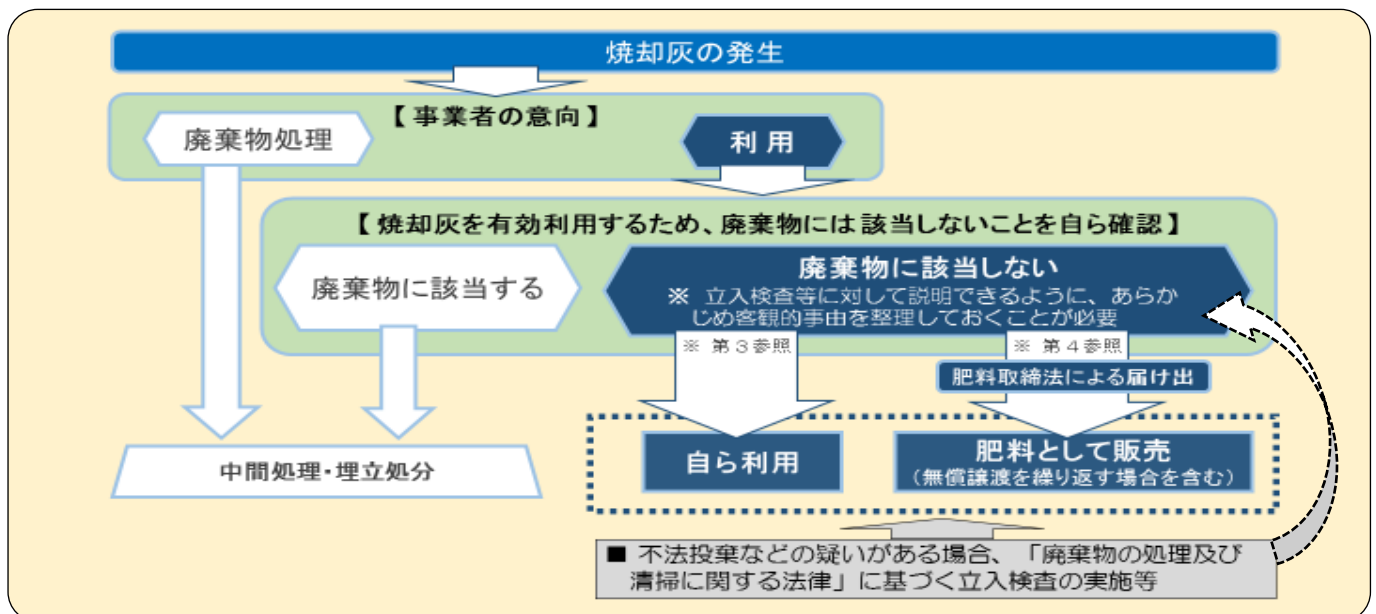 焼却灰の発生
【 事業者の意向 】
廃棄物処理
利 用
【 焼却灰を有効利用するため、廃棄物には 該当しないことを自ら確認 】
廃棄物に該当する
廃棄物に該当しない
※ 立入検査等に対して説明できるように、あらか
じめ客観的事由を整理しておくことが必要
※ 第3参照
※ 第4参照
肥料取締法による届け出
中間処理・埋立処分
自ら利用
肥料として販売
(無償譲渡を繰り返す場合を含む)
■ 不法投棄などの疑いがある場合、「廃棄物の処理及び
清掃に関する法律」に基づく立入検査の実施等